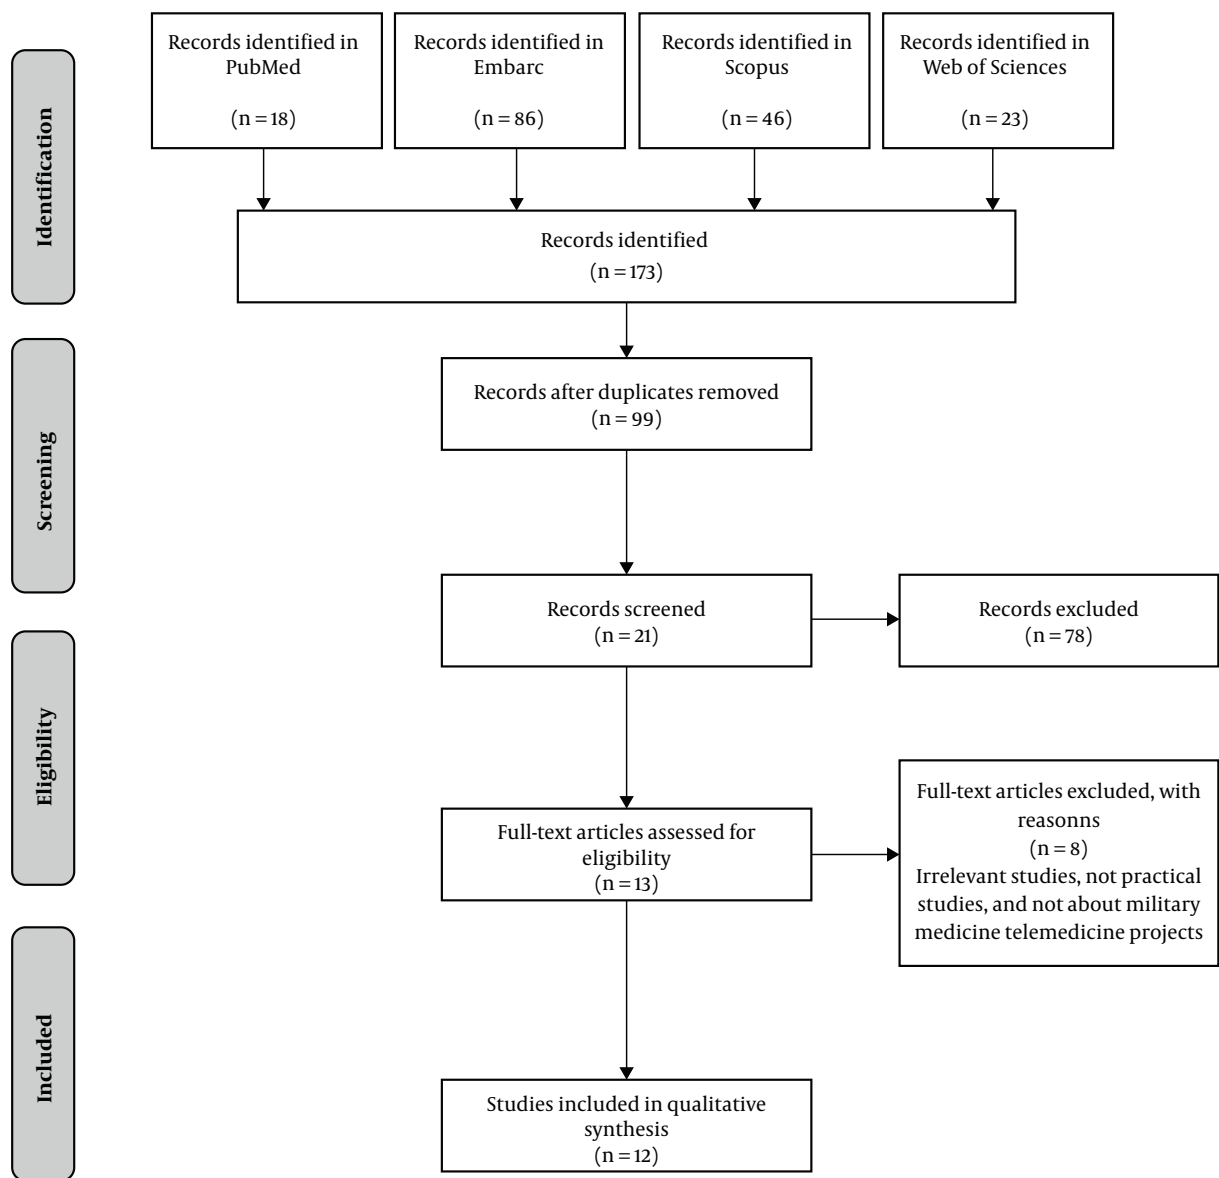 Identification
Records identified in
PubMed
(n = 18)
Records identified in
Embarc
(n = 86)
Records identified in
Scopus
(n = 46)
Records identified in
Web of Sciences
(n = 23)
Records identified
(n = 173)
Screening
Records after duplicates removed
(n = 99)
Records screened
(n = 21)
Records excluded
(n = 78)
Eligibility
Full-text articles assessed for
eligibility
(n = 13)
Full-text articles excluded, with
reasonns
(n = 8)
Irrelevant studies, not practical
studies, and not about military
medicine telemedicine projects
Included
Studies included in qualitative
synthesis
(n = 12)